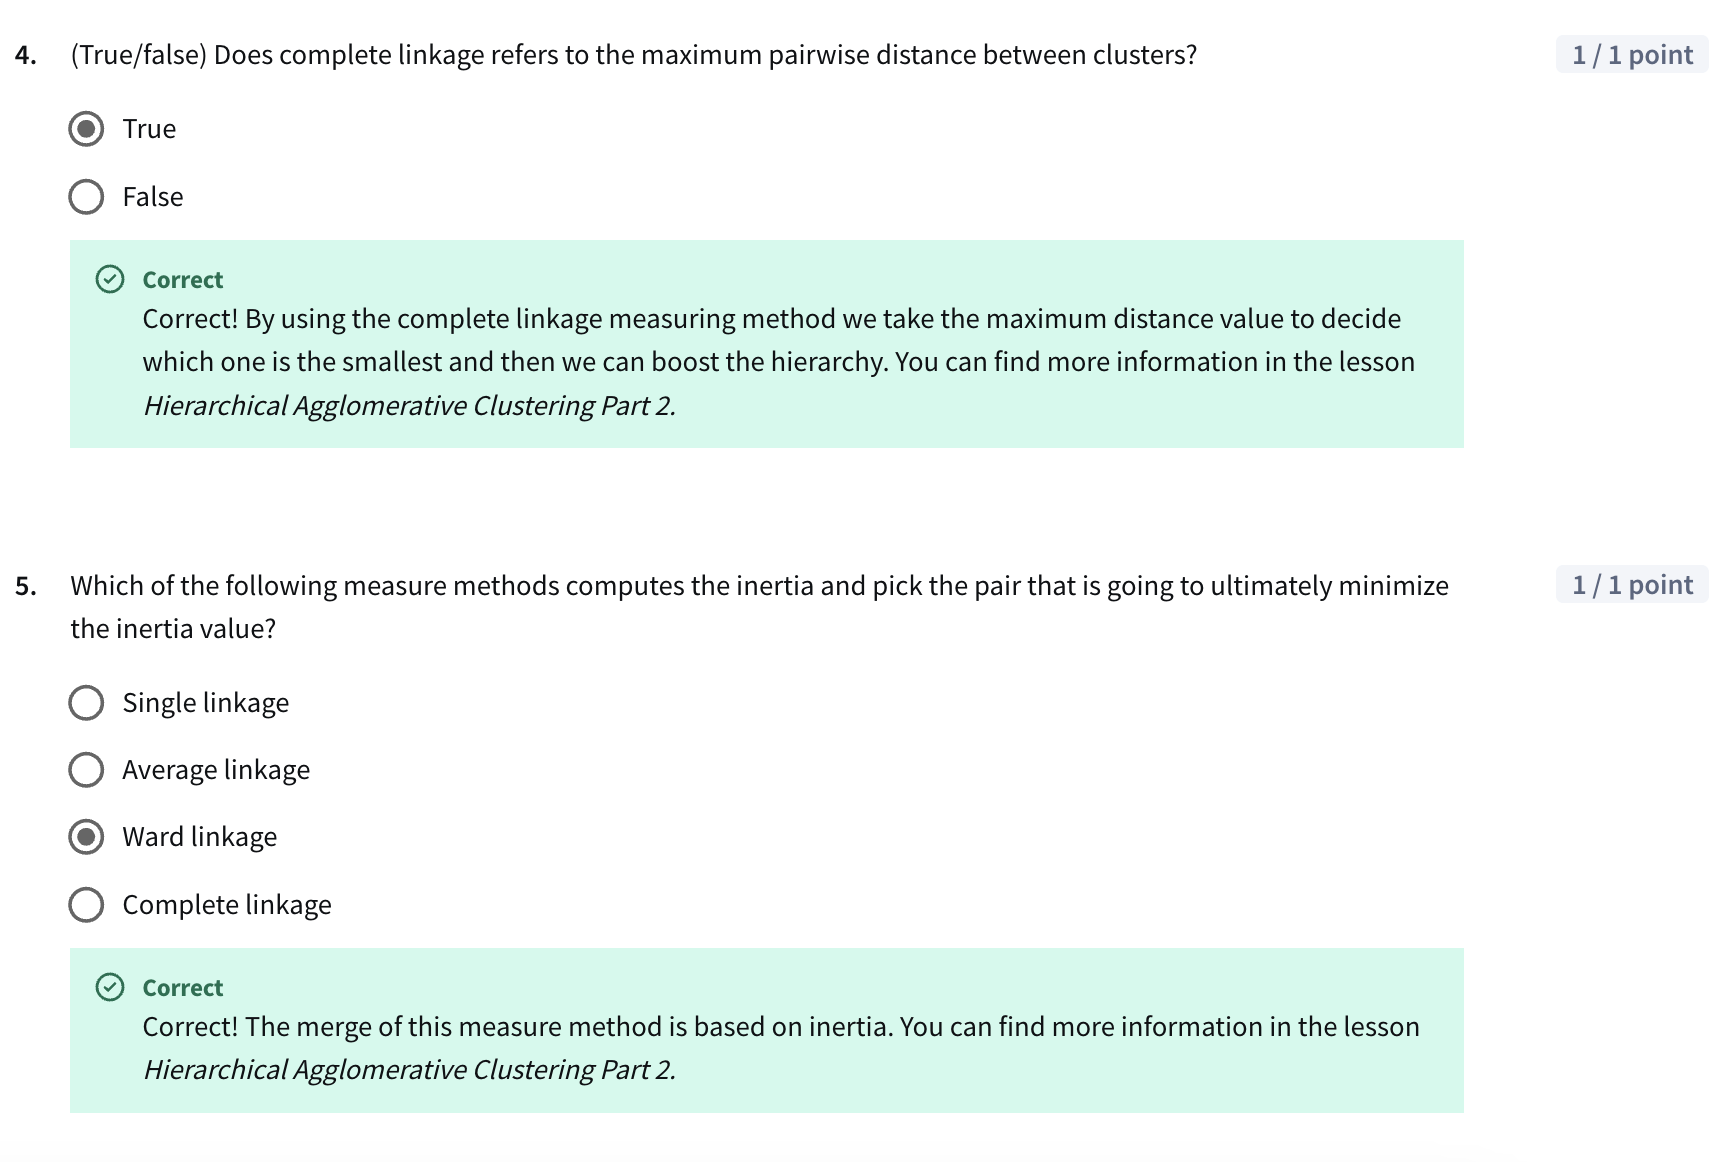 4. (True/false) Does complete linkage refers to the maximum pairwise distance between clusters? 1 / 1 point
True
False
Correct
Correct! By using the complete linkage measuring method we take the maximum distance value to decide
which one is the smallest and then we can boost the hierarchy. You can find more information in the lesson
Hierarchical Agglomerative Clustering Part 2.
5. Which of the following measure methods computes the inertia and pick the pair that is going to ultimately minimize 1 / 1 point
the inertia value?
Single linkage
Average linkage
Ward linkage
Complete linkage
Correct
Correct! The merge of this measure method is based on inertia. You can find more information in the lesson
Hierarchical Agglomerative Clustering Part 2.